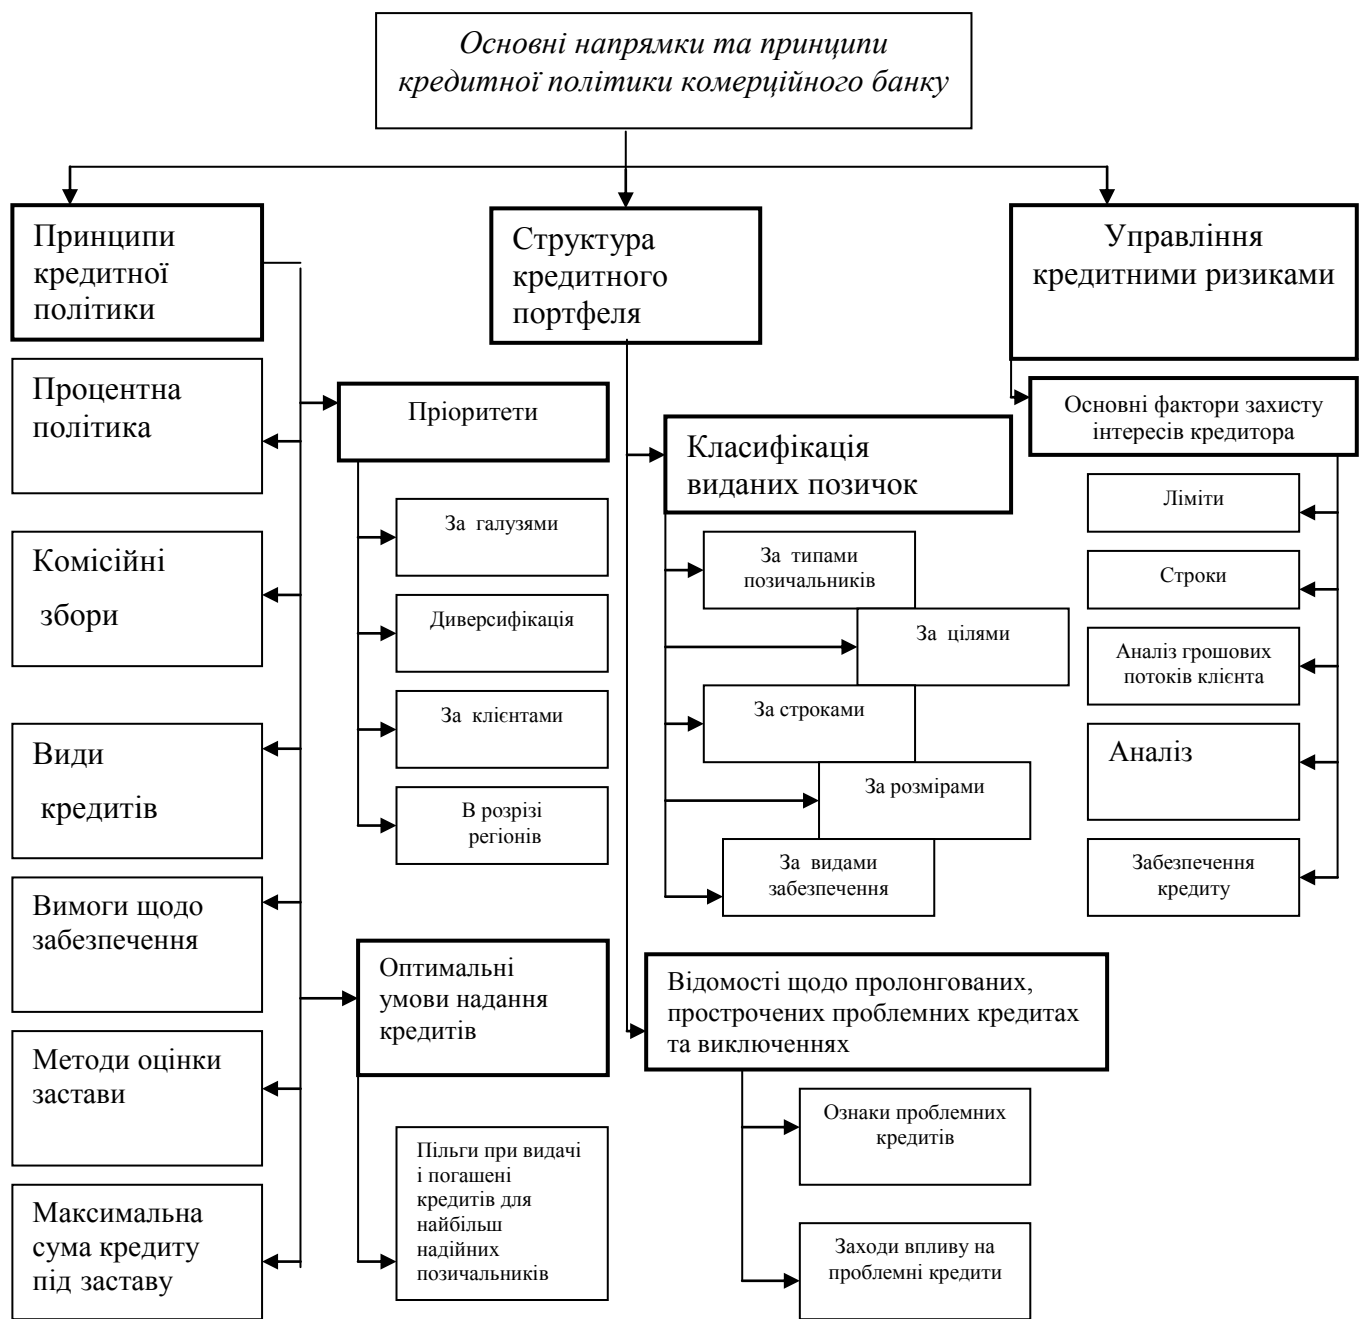 Основні напрямки та принципи
кредитної політики комерційного банку
Принципи
кредитної
політики
Процентна
політика
Комісійні
збори
Види
кредитів
Вимоги щодо
забезпечення
Методи оцінки
застави
Максимальна
сума кредиту
під заставу
Пріоритети
За галузями
Диверсифікація
За клієнтами
В розрізі
регіонів
Оптимальні
умови надання
кредитів
Пільги при видачі
і погашені
кредитів для
найбільш
надійних
позичальників
Структура
кредитного
портфеля
Класифікація
виданих позичок
За типами
позичальників
За цілями
За строками
За розмірами
За видами
забезпечення
Відомості щодо пролонгованих,
прострочених проблемних кредитах
та виключеннях
Ознаки проблемних
кредитів
Заходи впливу на
проблемні кредити
Управління
кредитними ризиками
Основні фактори захисту
інтересів кредитора
Ліміти
Строки
Аналіз грошових
потоків клієнта
Аналіз
Забезпечення
кредиту